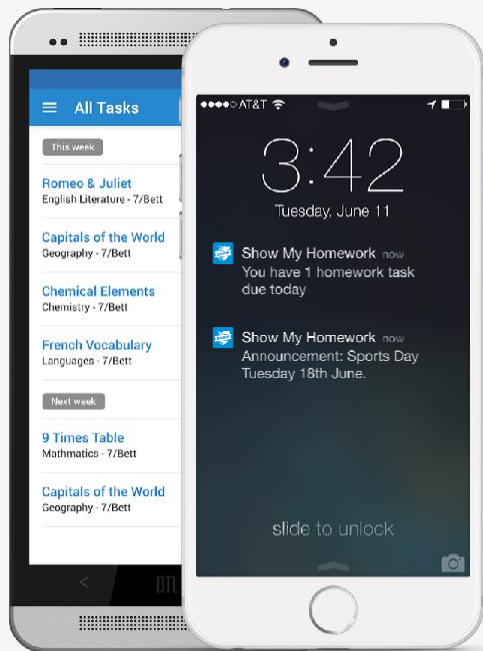 All Tasks
This week
Romeo & Juliet
English Literature - 7/Bett
Capitals of the World
Geography - 7/Bett
Chemical Elements
Chemistry - 7/Bett
French Vocabulary
Languages - 7/Bett
Next week
9 Times Table
Mathmatics - 7/Bett
Capitals of the World
Geography - 7/Bett
DTL
AT&T
3:42
Tuesday, June 11
Show My Homework now
You have 1 homework task
due today
Show My Homework now
Announcement: Sports Day
Tuesday 18th June.
slide to unlock